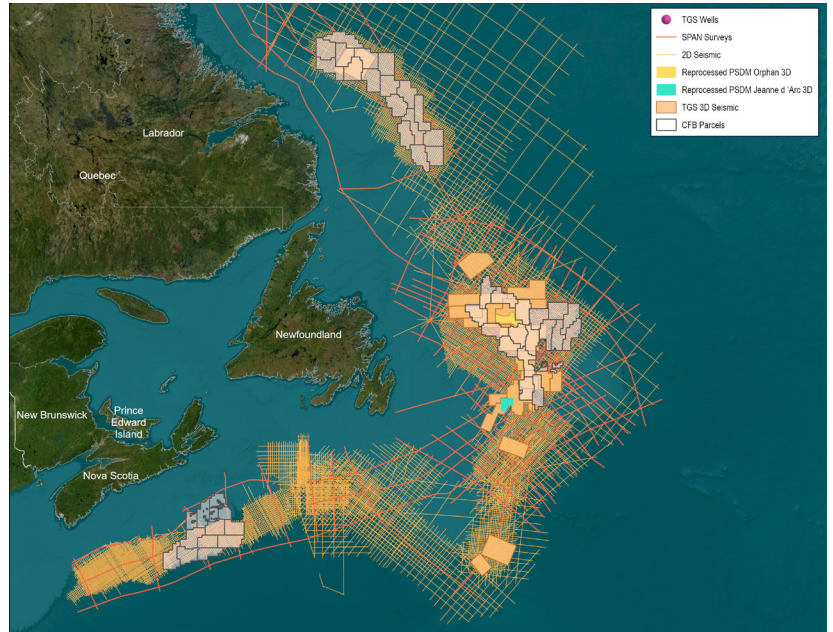 TGS Wells
SPAN Surveys
2D Seismic
Reprocessed PSDM Orphan 3D
Reprocessed PSDM Jeanne d 'Arc 3D
TGS 3D Seismic
CFB Parcels
Labrador
Quebec
Newfoundland
New Brunswick
Prince
Edward
Island
Nova Scotia